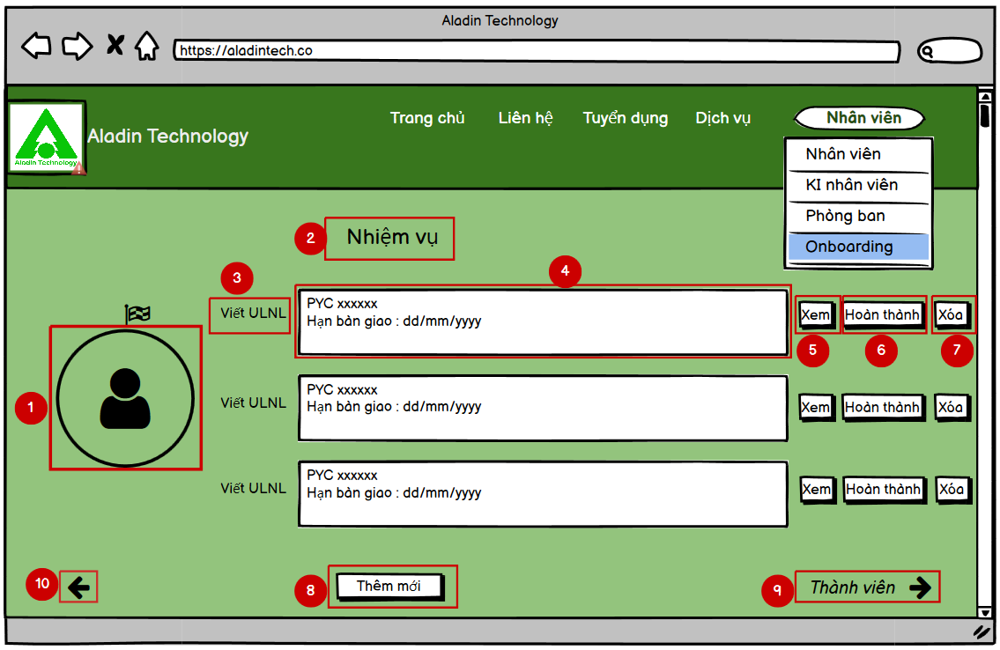 Aladin Technology
https://aladintech.co
Aladin Technology
Aladin Technology
Trang chủ
Liên hệ
Tuyển dụng
Dịch vụ
Nhân viên
Nhân viên
KI nhân viên
Phòng ban
Onboarding
2
Nhiệm vụ
3
4
Viết ULNL
PYC xxxxxx
Hạn bàn giao : dd/mm/yyyy
Xem
Hoàn thành
Xóa
5
6
7
1
Viết ULNL
PYC xxxxxx
Hạn bàn giao : dd/mm/yyyy
Xem
Hoàn thành
Xóa
Viết ULNL
PYC xxxxxx
Hạn bàn giao : dd/mm/yyyy
Xem
Hoàn thành
Xóa
10
8
Thêm mới
9
Thành viên